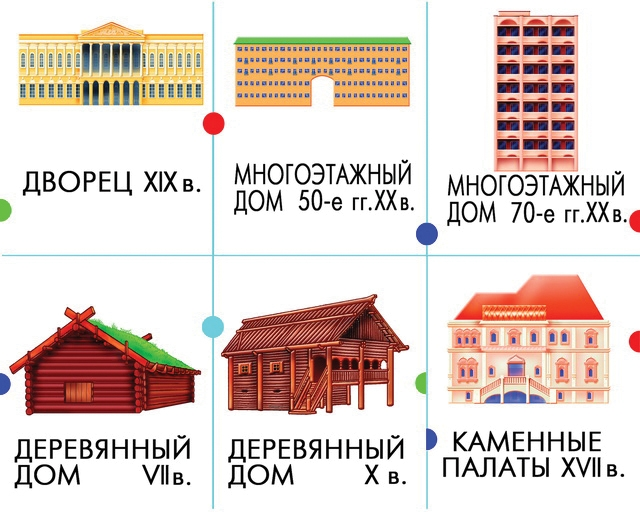 ДВОРЕЦ XIX в.
МНОГОЭТАЖНЫЙ
ДОМ 50-е гг.XX в.
МНОГОЭТАЖНЫЙ
ДОМ 70-е гг.XX в.
ДЕРЕВЯННЫЙ
ДОМ VII в.
ДЕРЕВЯННЫЙ
ДОМ X в.
КАМЕННЫЕ
ПАЛАТЫ XVII в.